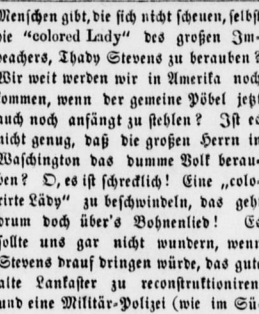 Menschen gibt, die sich nicht scheuen, selbst
die “colored Lady“ des großen Im-
peachers, Thady Stevens zu berauben?
Wir weit werden wir in Amerika noch
kommen, wenn der gemeine Pöbel jetzt
auch noch anfängt zu stehlen? Ist es
nicht genug, daß die großen Herrn in
Waschington das dumme Volk berau-
ben? O, es ist schrecklich! Eine „colo-
rirte Lädy“ zu beschwindeln, das geht
drum doch über's Bohnenlied! Es
sollte uns gar nicht wundern, wenn
Stevens drauf dringen würde, das gute
alte Lankaster zu reconstruktioniren
und eine Militär-Polizei (wie im Sü-